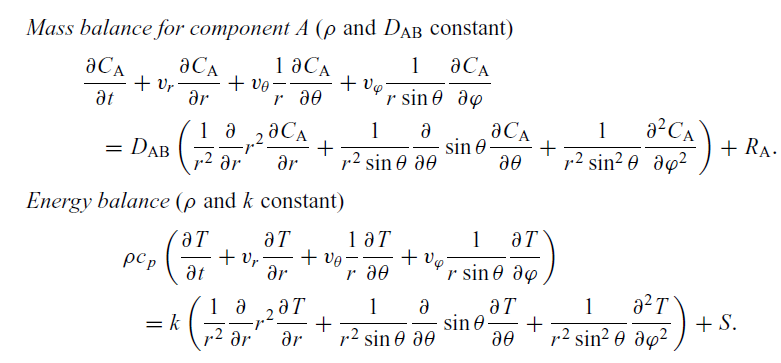 Mass balance for component A (ρ and D_AB constant)
∂C_A/∂t + v_r ∂C_A/∂r + v_θ (1/r) ∂C_A/∂θ + v_φ (1/(r sin θ)) ∂C_A/∂φ
= D_AB ( (1/r²) ∂/∂r r² ∂C_A/∂r + (1/(r² sin θ)) ∂/∂θ sin θ ∂C_A/∂θ + (1/(r² sin² θ)) ∂²C_A/∂φ² ) + R_A.
Energy balance (ρ and k constant)
ρc_p ( ∂T/∂t + v_r ∂T/∂r + v_θ (1/r) ∂T/∂θ + v_φ (1/(r sin θ)) ∂T/∂φ )
= k ( (1/r²) ∂/∂r r² ∂T/∂r + (1/(r² sin θ)) ∂/∂θ sin θ ∂T/∂θ + (1/(r² sin² θ)) ∂²T/∂φ² ) + S.